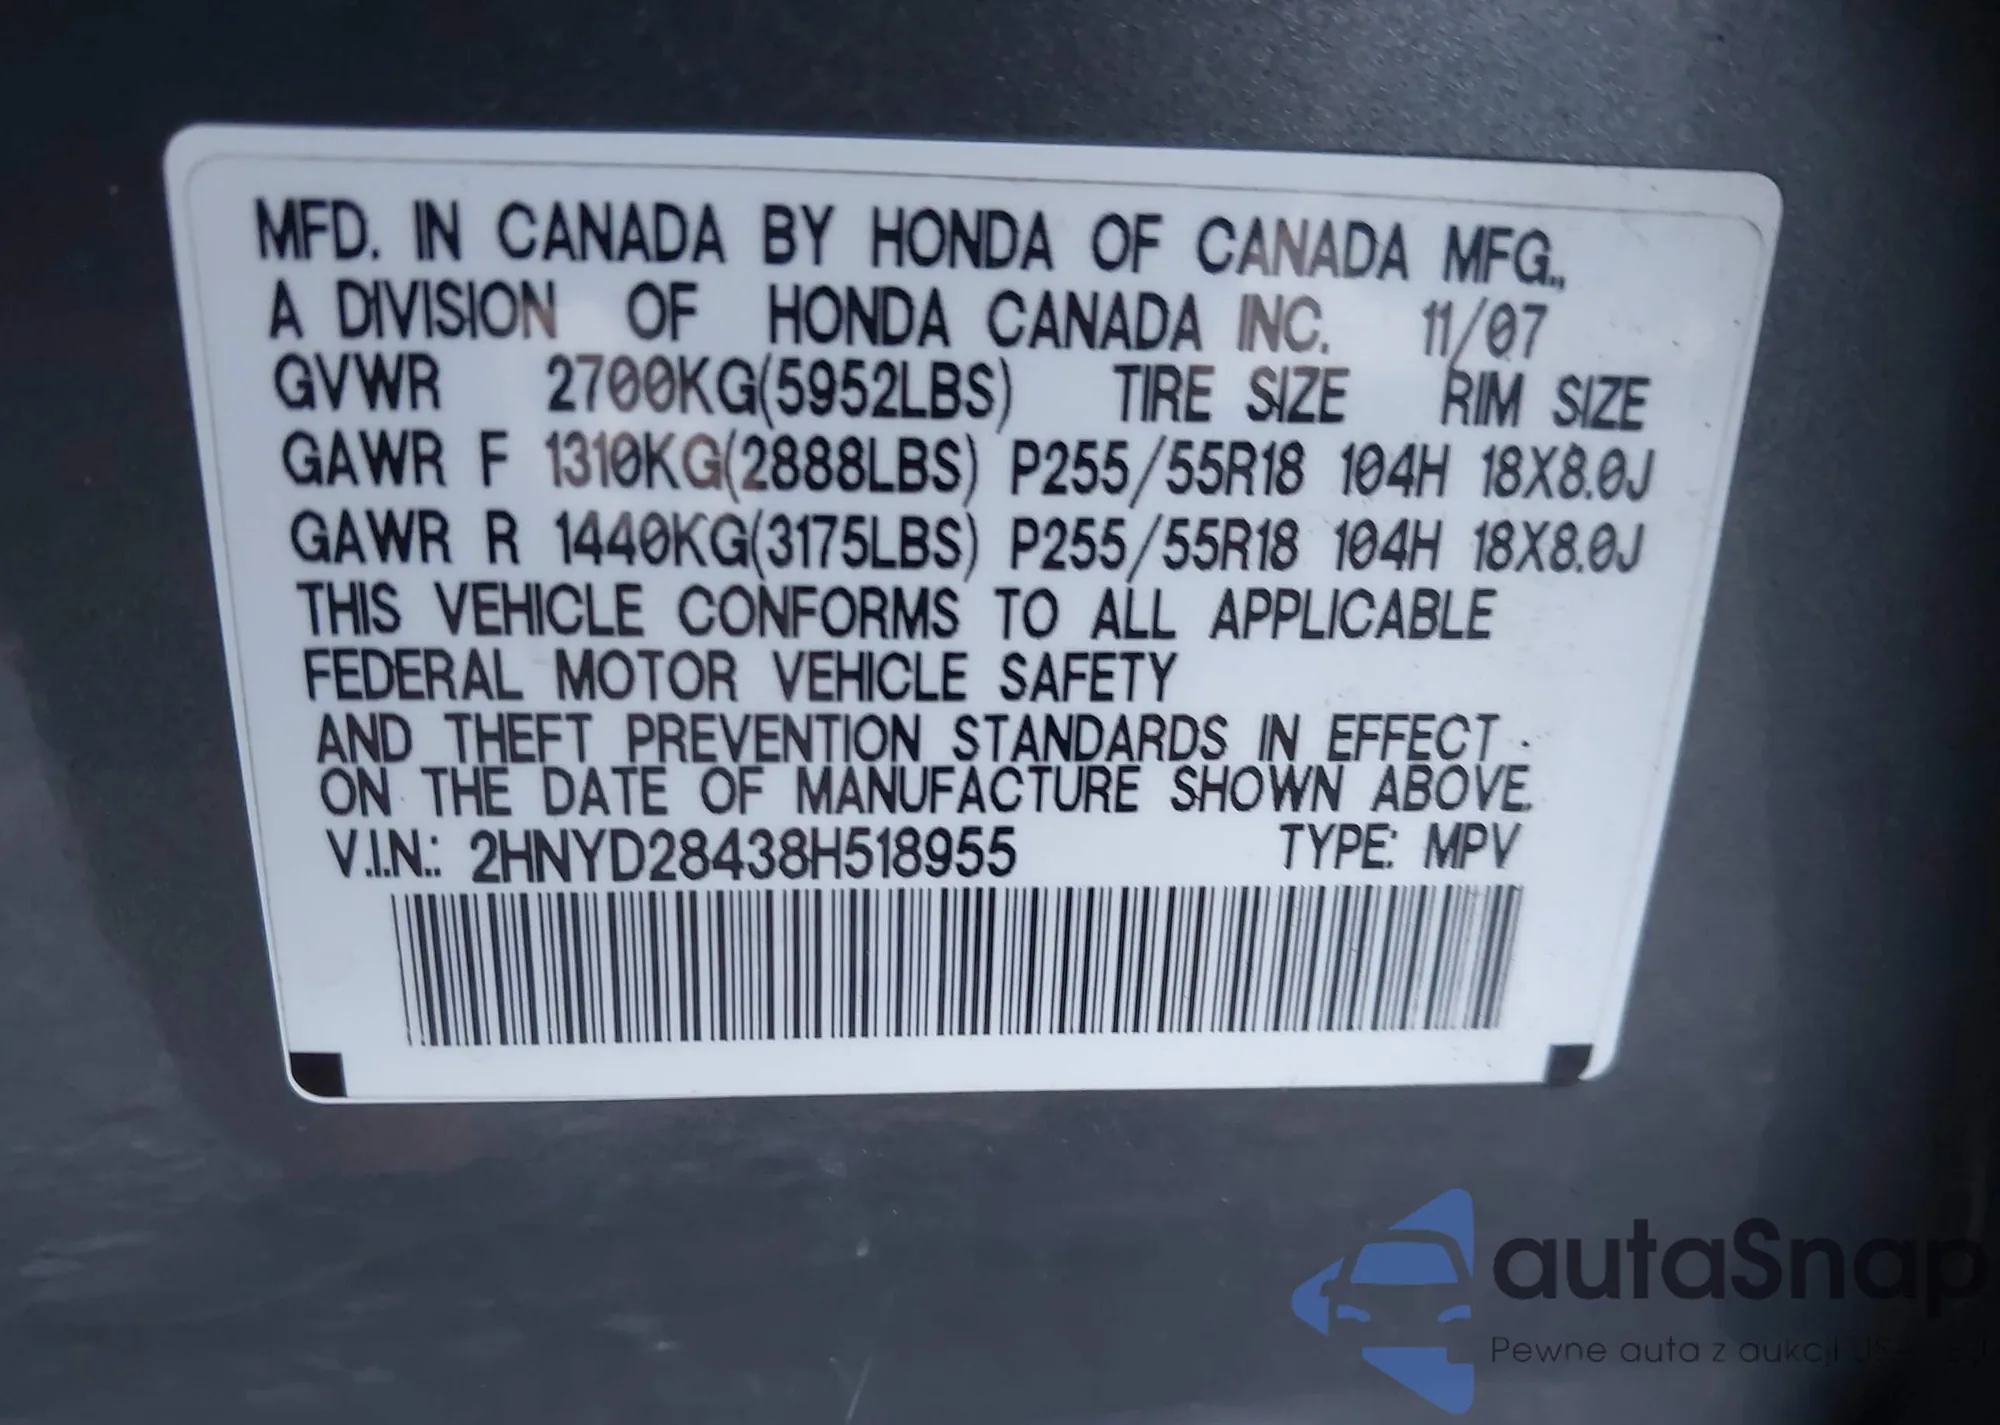 MFD. IN CANADA BY HONDA OF CANADA MFG.,
A DIVISION OF HONDA CANADA INC. 11/07
GVWR 2700KG(5952LBS) TIRE SIZE RIM SIZE
GAWR F 1310KG(2888LBS) P255/55R18 104H 18X8.0J
GAWR R 1440KG(3175LBS) P255/55R18 104H 18X8.0J
THIS VEHICLE CONFORMS TO ALL APPLICABLE
FEDERAL MOTOR VEHICLE SAFETY
AND THEFT PREVENTION STANDARDS IN EFFECT
ON THE DATE OF MANUFACTURE SHOWN ABOVE.
V.I.N.: 2HNYD28438H518955 TYPE: MPV
autaSnap
Pewne auta z aukcji